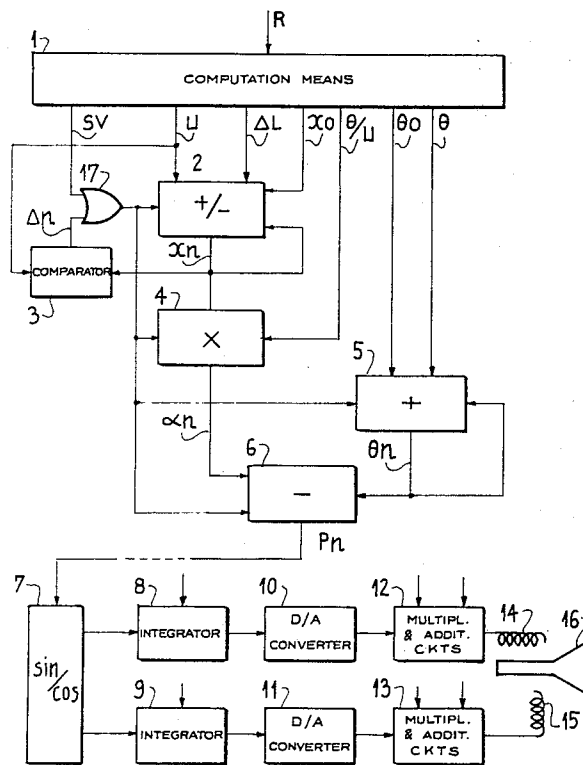 R
1
COMPUTATION MEANS
SV
U
ΔL
x0
θ/U
θ0
θ
17
2
+/-
Δn
xn
COMPARATOR
3
4
×
5
+
αn
θn
6
−
Pn
7
8
10
12
14
16
sin/cos
INTEGRATOR
D/A
CONVERTER
MULTIPL.
& ADDIT.
CKTS
9
11
13
15
INTEGRATOR
D/A
CONVERTER
MULTIPL.
& ADDIT.
CKTS